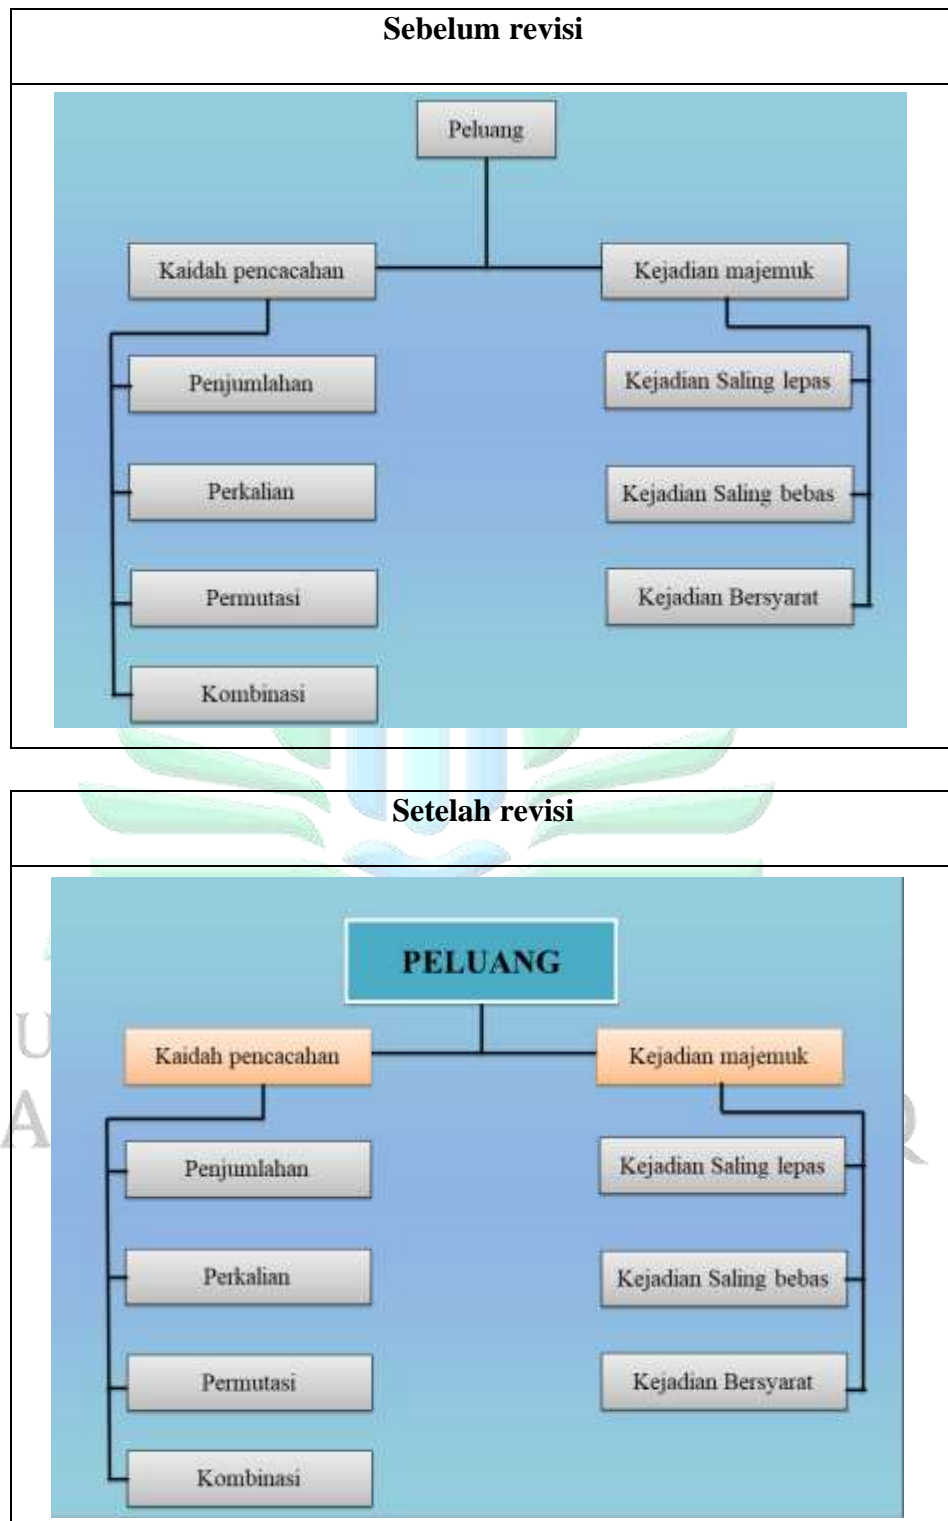 Sebelum revisi
Peluang
Kaidah pencacahan
Kejadian majemuk
Penjumlahan
Kejadian Saling lepas
Perkalian
Kejadian Saling bebas
Permutasi
Kejadian Bersyarat
Kombinasi
Setelah revisi
PELUANG
Kaidah pencacahan
Kejadian majemuk
Penjumlahan
Kejadian Saling lepas
Perkalian
Kejadian Saling bebas
Permutasi
Kejadian Bersyarat
Kombinasi